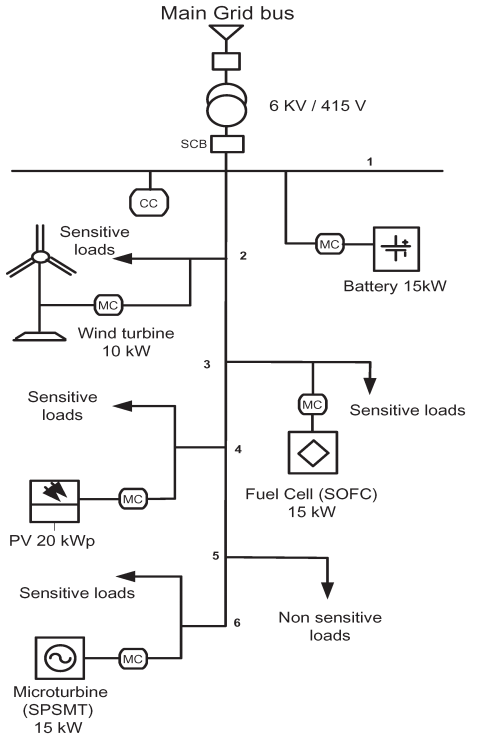 Main Grid bus
6 KV / 415 V
SCB
1
CC
MC
Battery 15kW
Sensitive
loads
2
MC
Wind turbine
10 kW
3
MC
Sensitive loads
Fuel Cell (SOFC)
15 kW
Sensitive
loads
4
MC
PV 20 kWp
5
Non sensitive
loads
Sensitive loads
6
MC
Microturbine
(SPSMT)
15 kW